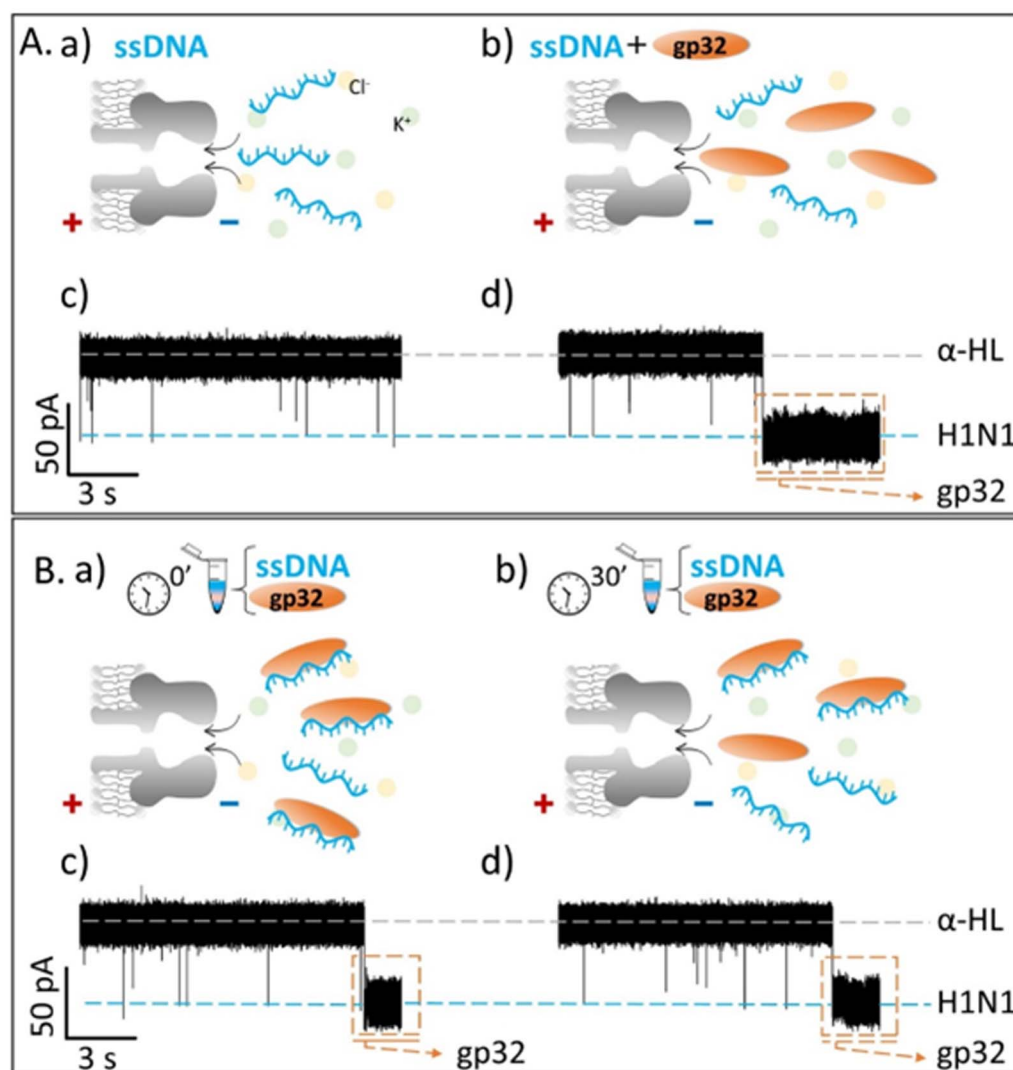 A. a) ssDNA
Cl⁻
K⁺
+
−
b) ssDNA + gp32
+
−
c)
50 pA
3 s
d)
α-HL
H1N1
gp32
B. a) 0’ ssDNA
gp32
+
−
b) 30’ ssDNA
gp32
+
−
c)
50 pA
3 s
gp32
d)
α-HL
H1N1
gp32